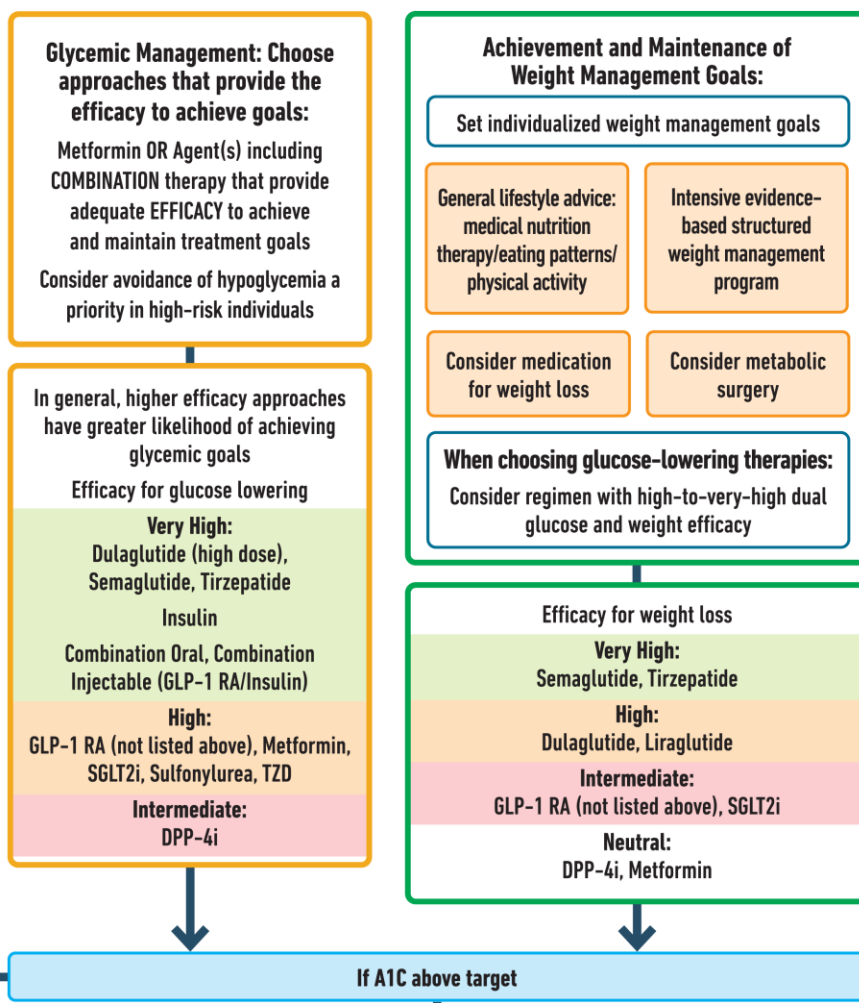 Glycemic Management: Choose
approaches that provide the
efficacy to achieve goals:
Metformin OR Agent(s) including
COMBINATION therapy that provide
adequate EFFICACY to achieve
and maintain treatment goals
Consider avoidance of hypoglycemia a
priority in high-risk individuals
In general, higher efficacy approaches
have greater likelihood of achieving
glycemic goals
Efficacy for glucose lowering
Very High:
Dulaglutide (high dose),
Semaglutide, Tirzepatide
Insulin
Combination Oral, Combination
Injectable (GLP-1 RA/Insulin)
High:
GLP-1 RA (not listed above), Metformin,
SGLT2i, Sulfonylurea, TZD
Intermediate:
DPP-4i
Achievement and Maintenance of
Weight Management Goals:
Set individualized weight management goals
General lifestyle advice:
medical nutrition
therapy/eating patterns/
physical activity
Intensive evidence-
based structured
weight management
program
Consider medication
for weight loss
Consider metabolic
surgery
When choosing glucose-lowering therapies:
Consider regimen with high-to-very-high dual
glucose and weight efficacy
Efficacy for weight loss
Very High:
Semaglutide, Tirzepatide
High:
Dulaglutide, Liraglutide
Intermediate:
GLP-1 RA (not listed above), SGLT2i
Neutral:
DPP-4i, Metformin
If A1C above target